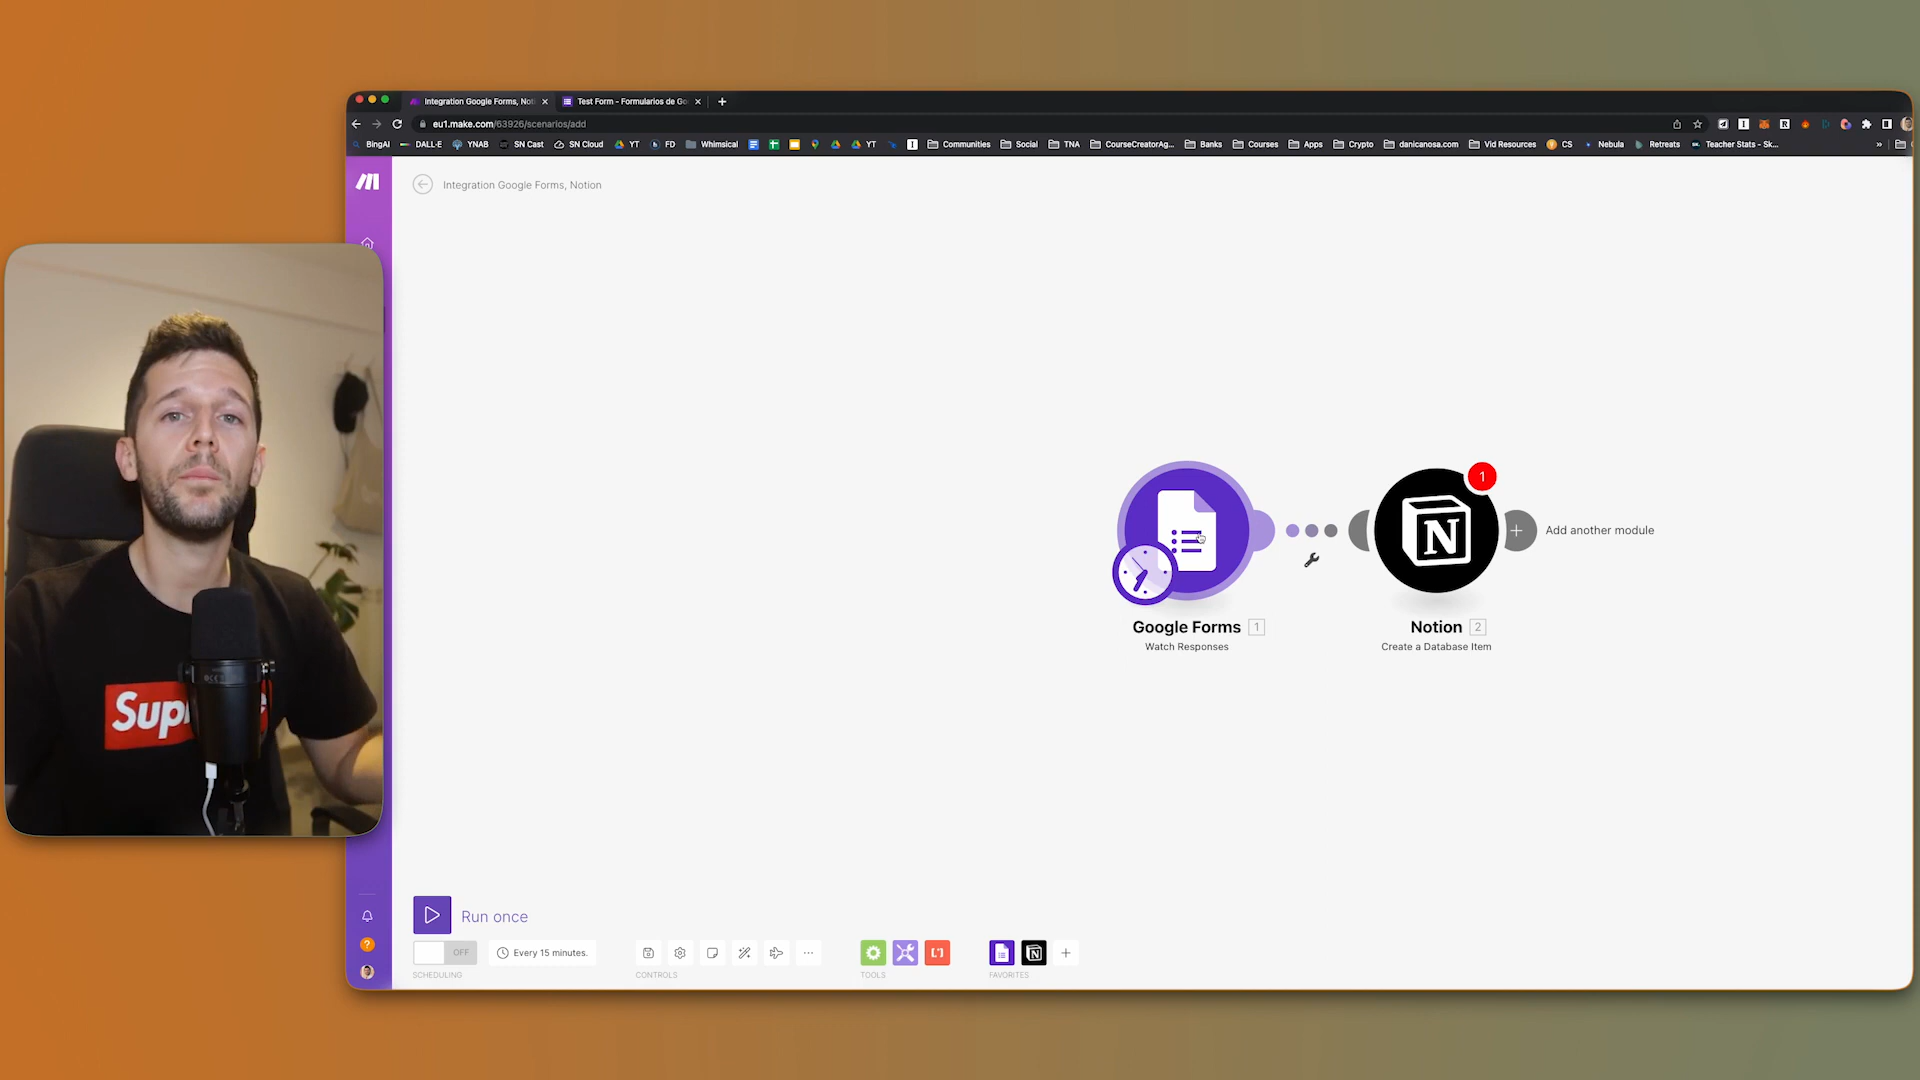 Integration Google Forms, Not
Test Form - Formularios de Go
eu1.make.com/63926/scenarios/add
BingAI
DALL-E
YNAB
SN Cast
SN Cloud
YT
FD
Whimsical
YT
Communities
Social
TNA
CourseCreatorAg...
Banks
Courses
Apps
Crypto
danicanosa.com
Vid Resources
CS
Nebula
Retreats
Teacher Stats - Sk...
Integration Google Forms, Notion
1
Add another module
Google Forms 1
Watch Responses
Notion 2
Create a Database Item
Sup
Run once
OFF
Every 15 minutes.
SCHEDULING
CONTROLS
TOOLS
FAVORITES